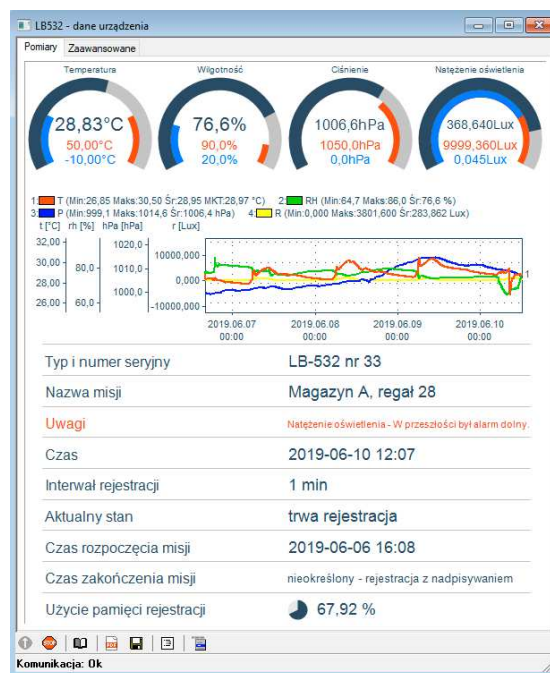 LB532 - dane urządzenia
Pomiary Zaawansowane
Temperatura Wilgotność Ciśnienie Natężenie oświetlenia
28,83°C 76,6% 1006,6hPa 368,640Lux
50,00°C 90,0% 1050,0hPa 9999,360Lux
-10,00°C 20,0% 0,0hPa 0,045Lux
1: T (Min:26,85 Maks:30,50 Śr:28,95 MKT:28,97 °C) 2: RH (Min:64,7 Maks:86,0 Śr:76,6 %)
3: P (Min:999,1 Maks:1014,6 Śr:1006,4 hPa) 4: R (Min:0,000 Maks:3801,600 Śr:283,862 Lux)
t [°C] rh [%] hPa [hPa] r [Lux]
32,00 1020,0 10000,000
30,00 80,0 1010,0 0,000 1
28,00 1000,0
26,00 60,0 -10000,000
2019.06.07 2019.06.08 2019.06.09 2019.06.10
00:00 00:00 00:00 00:00
Typ i numer seryjny LB-532 nr 33
Nazwa misji Magazyn A, regał 28
Uwagi Natężenie oświetlenia - W przeszłości był alarm dolny.
Czas 2019-06-10 12:07
Interwał rejestracji 1 min
Aktualny stan trwa rejestracja
Czas rozpoczęcia misji 2019-06-06 16:08
Czas zakończenia misji nieokreślony - rejestracja z nadpisywaniem
Użycie pamięci rejestracji 67,92 %
Komunikacja: Ok